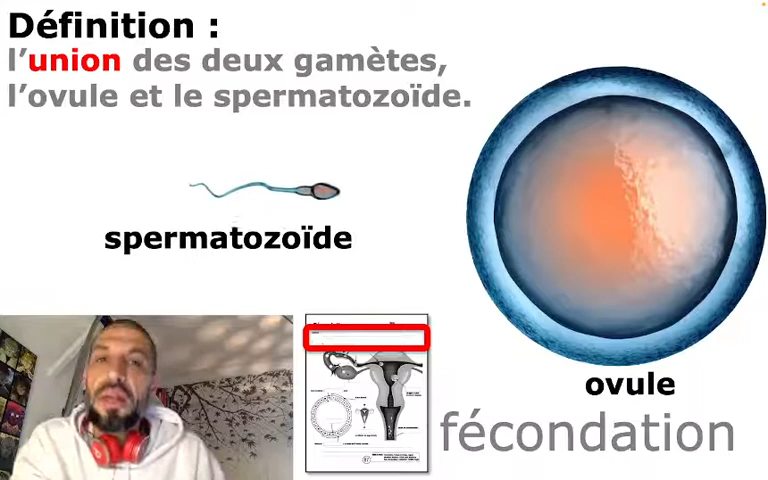 Définition :
l’union des deux gamètes,
l’ovule et le spermatozoïde.
spermatozoïde
ovule
fécondation